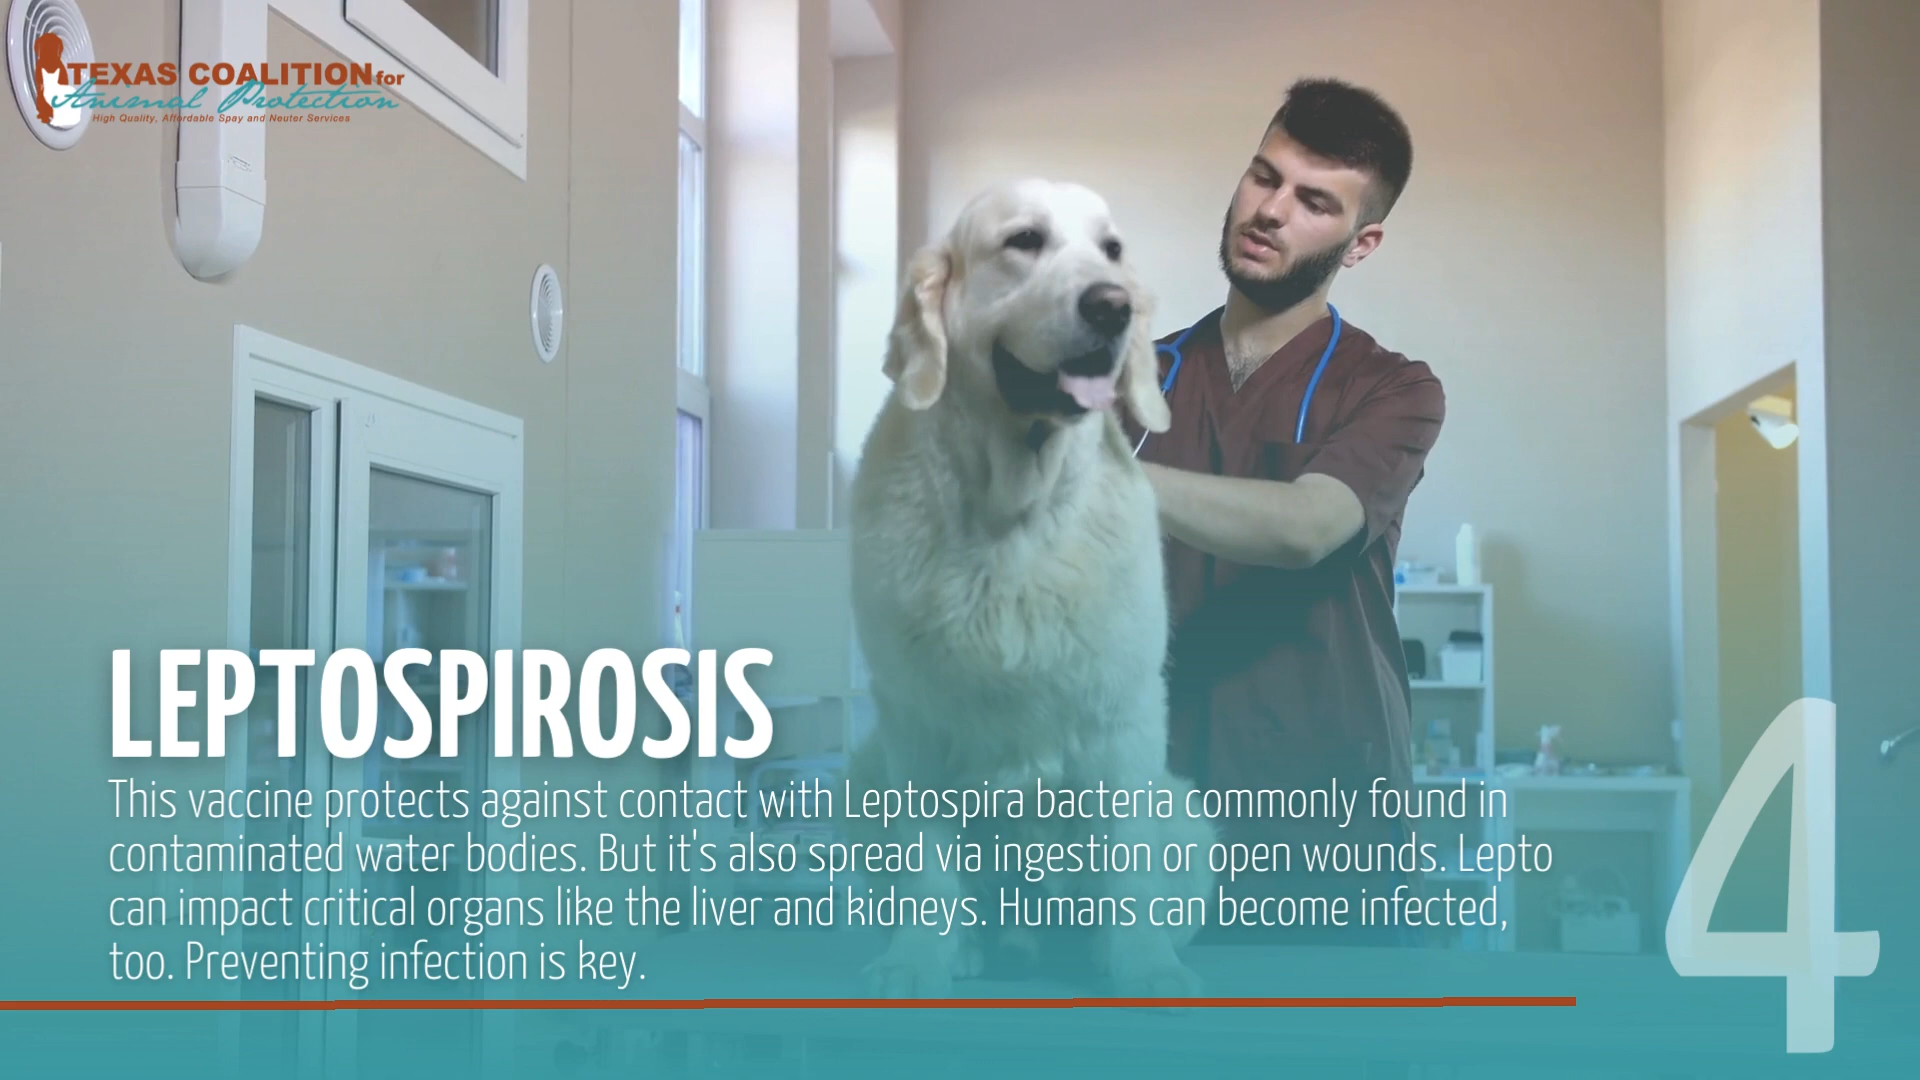 TEXAS COALITION for
Animal Protection
High Quality, Affordable Spay and Neuter Services
LEPTOSPIROSIS
This vaccine protects against contact with Leptospira bacteria commonly found in
contaminated water bodies. But it's also spread via ingestion or open wounds. Lepto
can impact critical organs like the liver and kidneys. Humans can become infected,
too. Preventing infection is key.
4